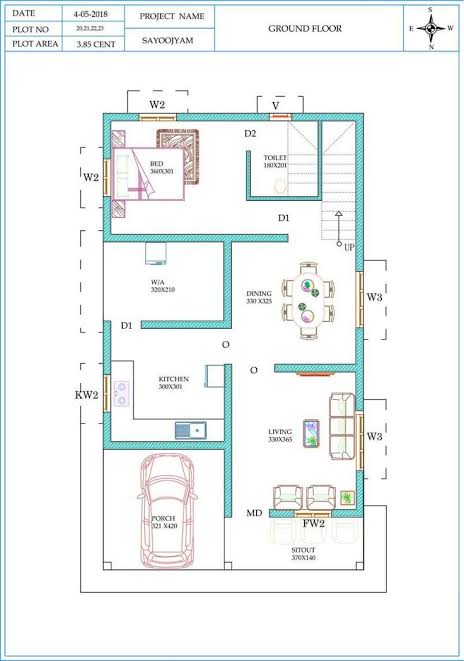 DATE 4-05-2018 PROJECT NAME
PLOT NO 20,21,22,23
PLOT AREA 3.85 CENT SAYOOJYAM
GROUND FLOOR
S
E W
N
W2
V
D2
BED
360X301
TOILET
180X201
W2
D1
UP
W/A
320X210
DINING
330 X325
W3
D1
O
O
KITCHEN
300X301
KW2
LIVING
330X365
W3
MD
FW2
PORCH
321 X420
SITOUT
370X140